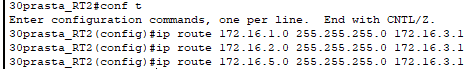 30prasta_RT2#conf t
Enter configuration commands, one per line.  End with CNTL/Z.
30prasta_RT2(config)#ip route 172.16.1.0 255.255.255.0 172.16.3.1
30prasta_RT2(config)#ip route 172.16.2.0 255.255.255.0 172.16.3.1
30prasta_RT2(config)#ip route 172.16.5.0 255.255.255.0 172.16.3.1